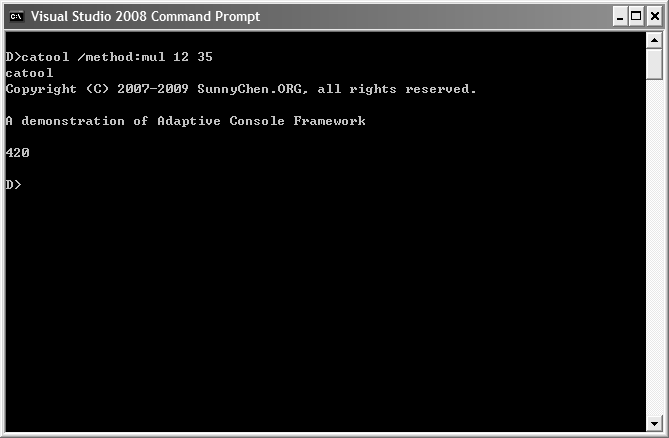 Visual Studio 2008 Command Prompt
D>catool /method:mul 12 35
catool
Copyright (C) 2007-2009 SunnyChen.ORG, all rights reserved.
A demonstration of Adaptive Console Framework
420
D>